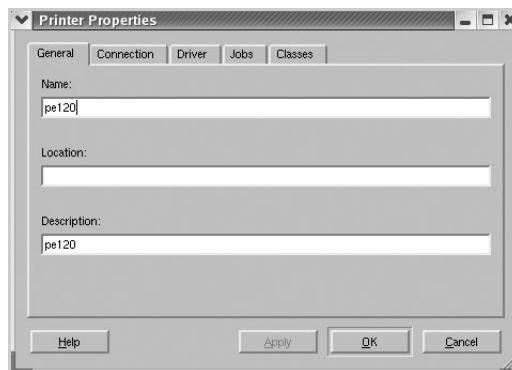 Printer Properties
General Connection Driver Jobs Classes
Name:
pe120
Location:
Description:
pe120
Help Apply OK Cancel